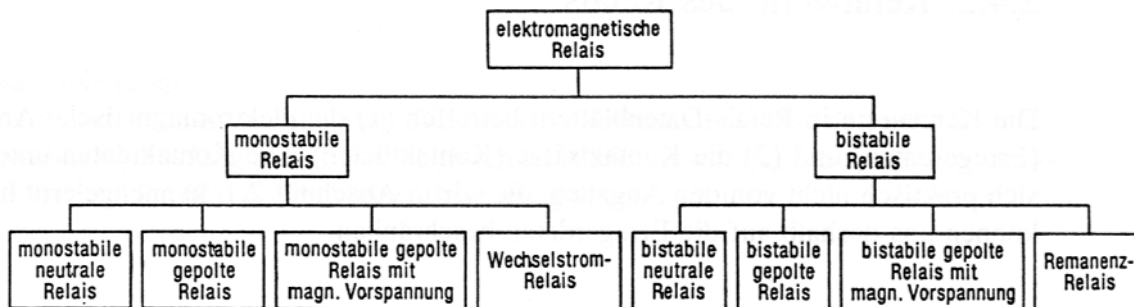 elektromagnetische
Relais
monostabile
Relais
bistabile
Relais
monostabile
neutrale
Relais
monostabile
gepolte
Relais
monostabile gepolte
Relais mit
magn. Vorspannung
Wechselstrom-
Relais
bistabile
neutrale
Relais
bistabile
gepolte
Relais
bistabile gepolte
Relais mit
magn. Vorspannung
Remanenz-
Relais